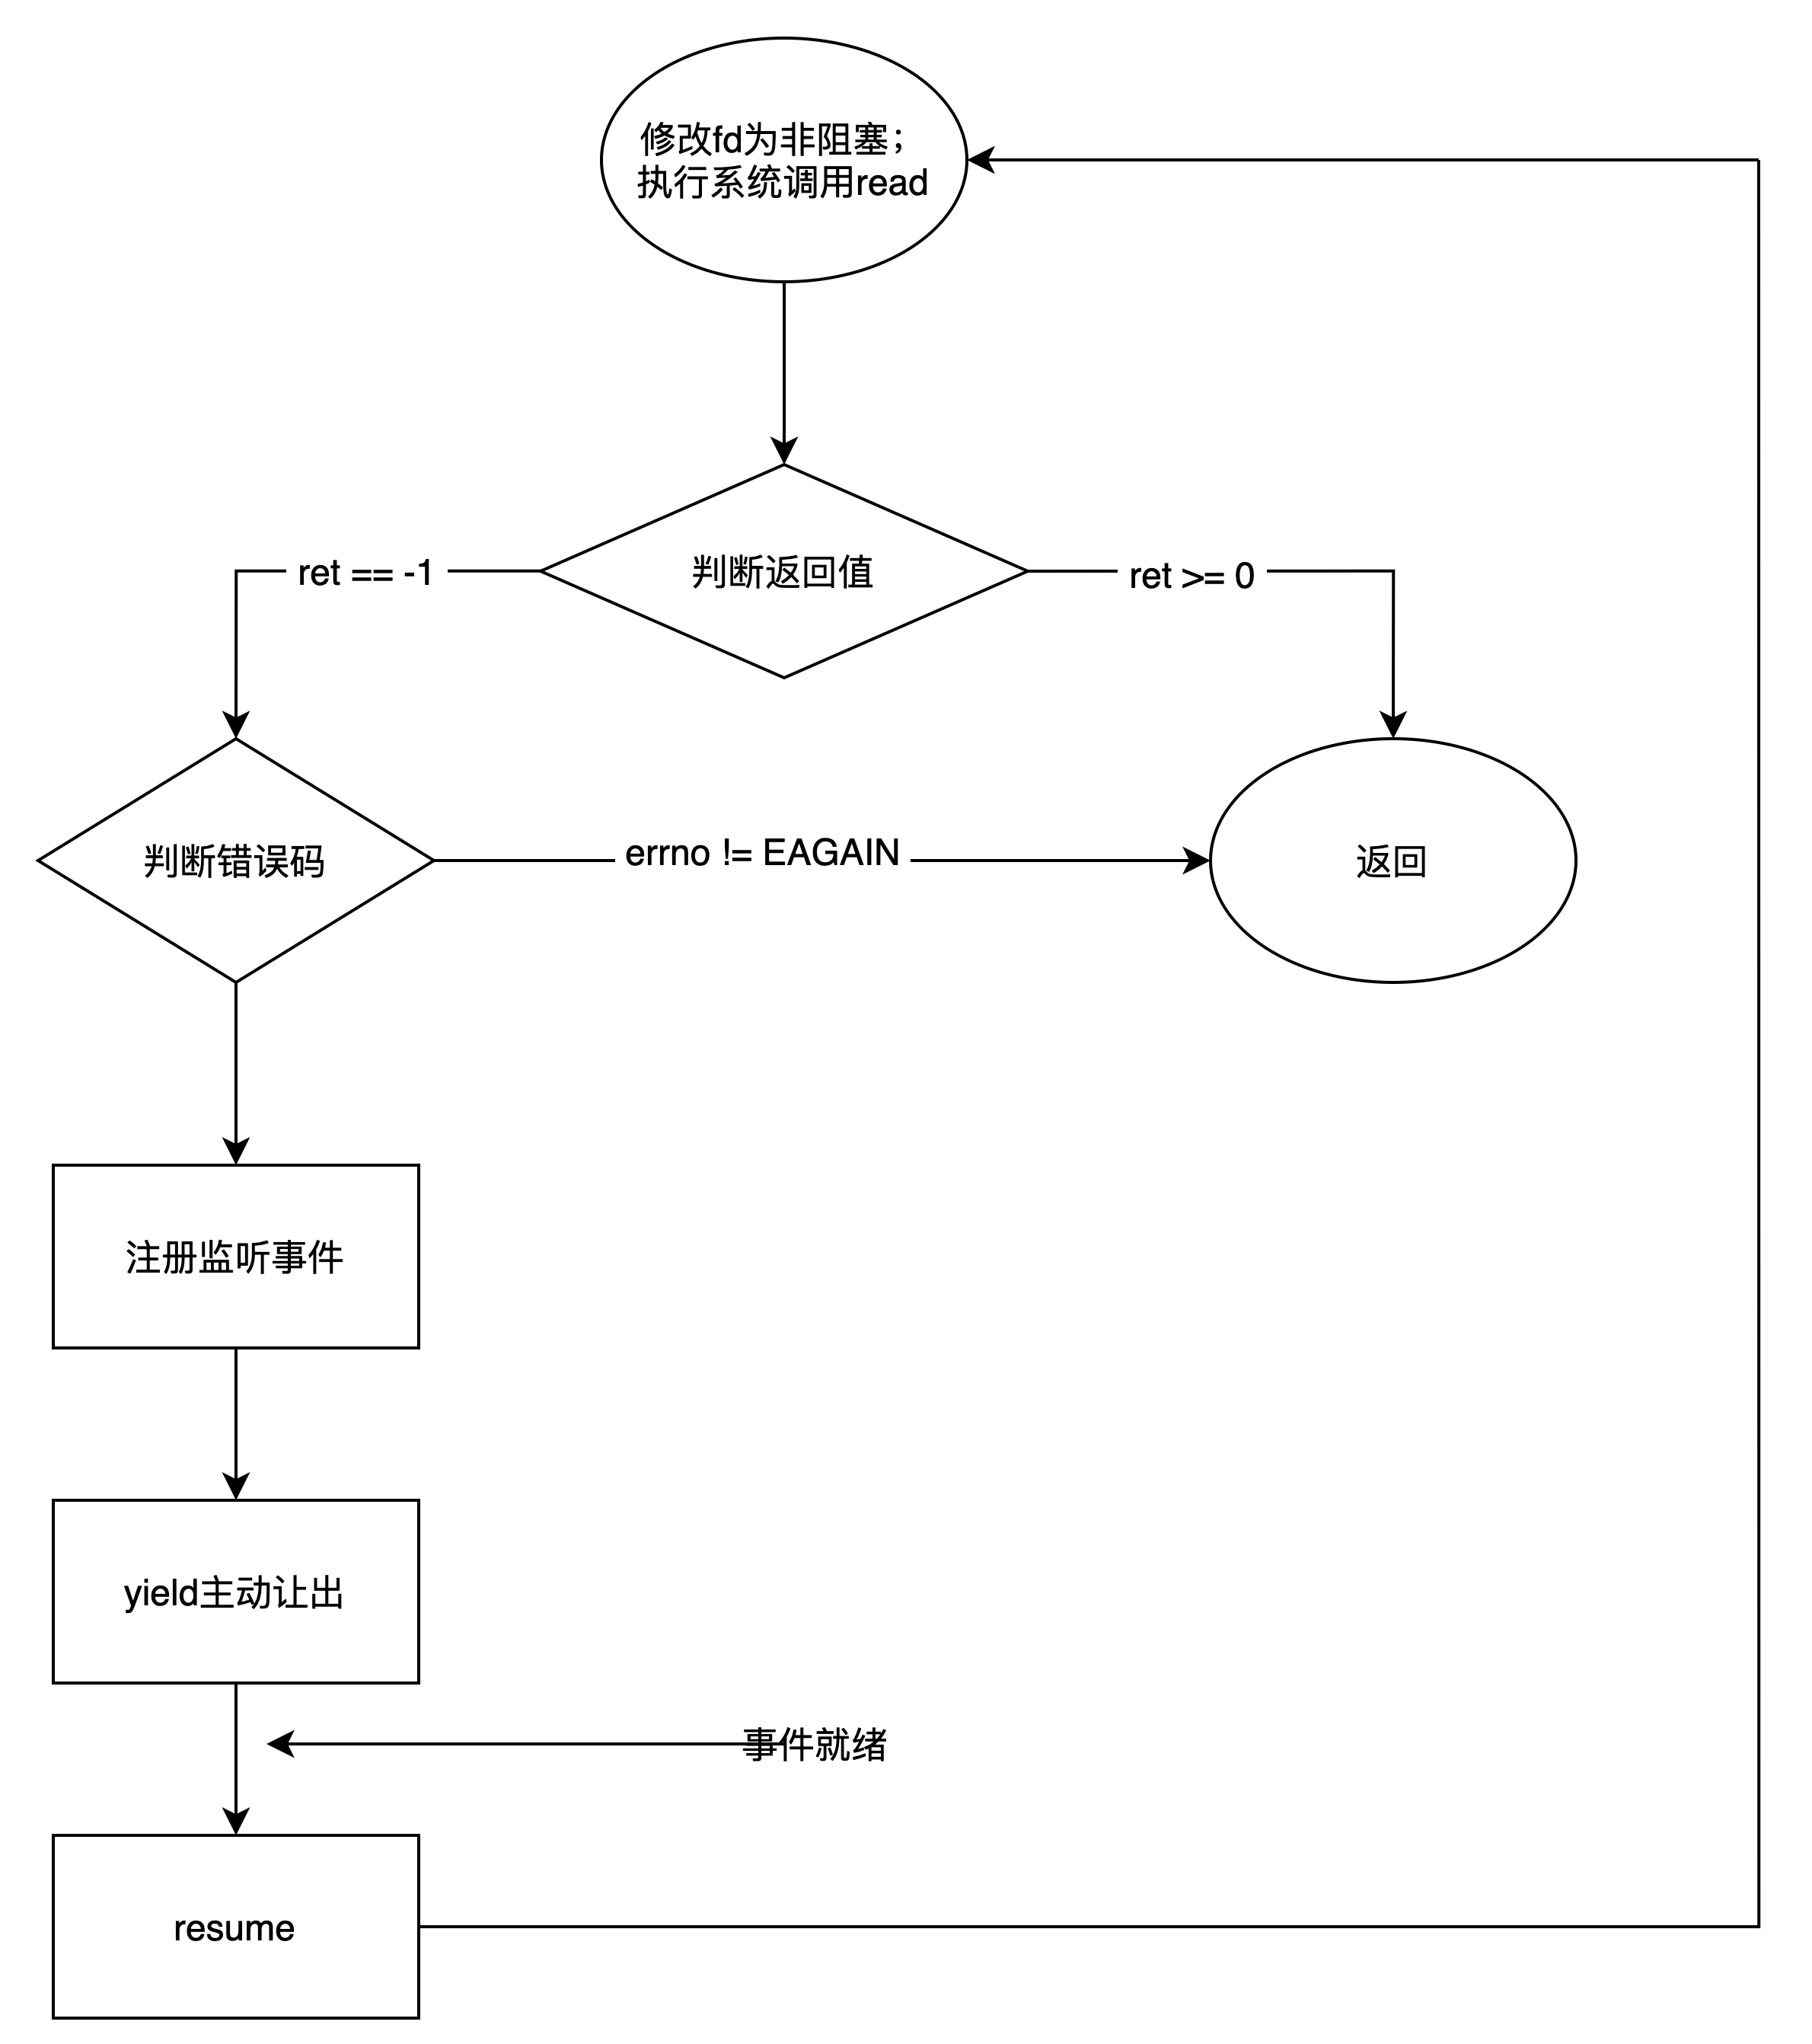 修改fd为非阻塞；
执行系统调用read
判断返回值
ret == -1
ret >= 0
判断错误码
errno != EAGAIN
返回
注册监听事件
yield主动让出
事件就绪
resume